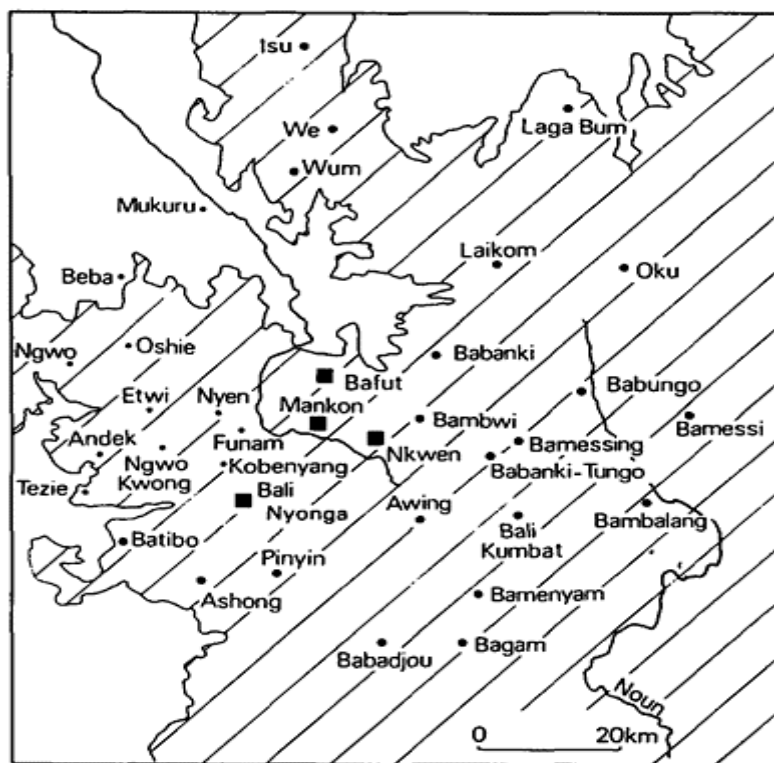 Isu
Laga Bum
We
Wum
Mukuru
Laikom
Oku
Beba
Oshie
Ngwo
Babanki
Bafut
Babungo
Etwi
Nyen
Mankon
Bambwi
Bamessi
Funam
Nkwen
Bamessing
Andek
Ngwo
Kwong
Kobenyang
Babanki-Tungo
Tezie
Bali
Nyonga
Awing
Bali
Kumbat
Bambalang
Batibo
Pinyin
Ashong
Bamenyam
Babadjou
Bagam
Noun
0 20km